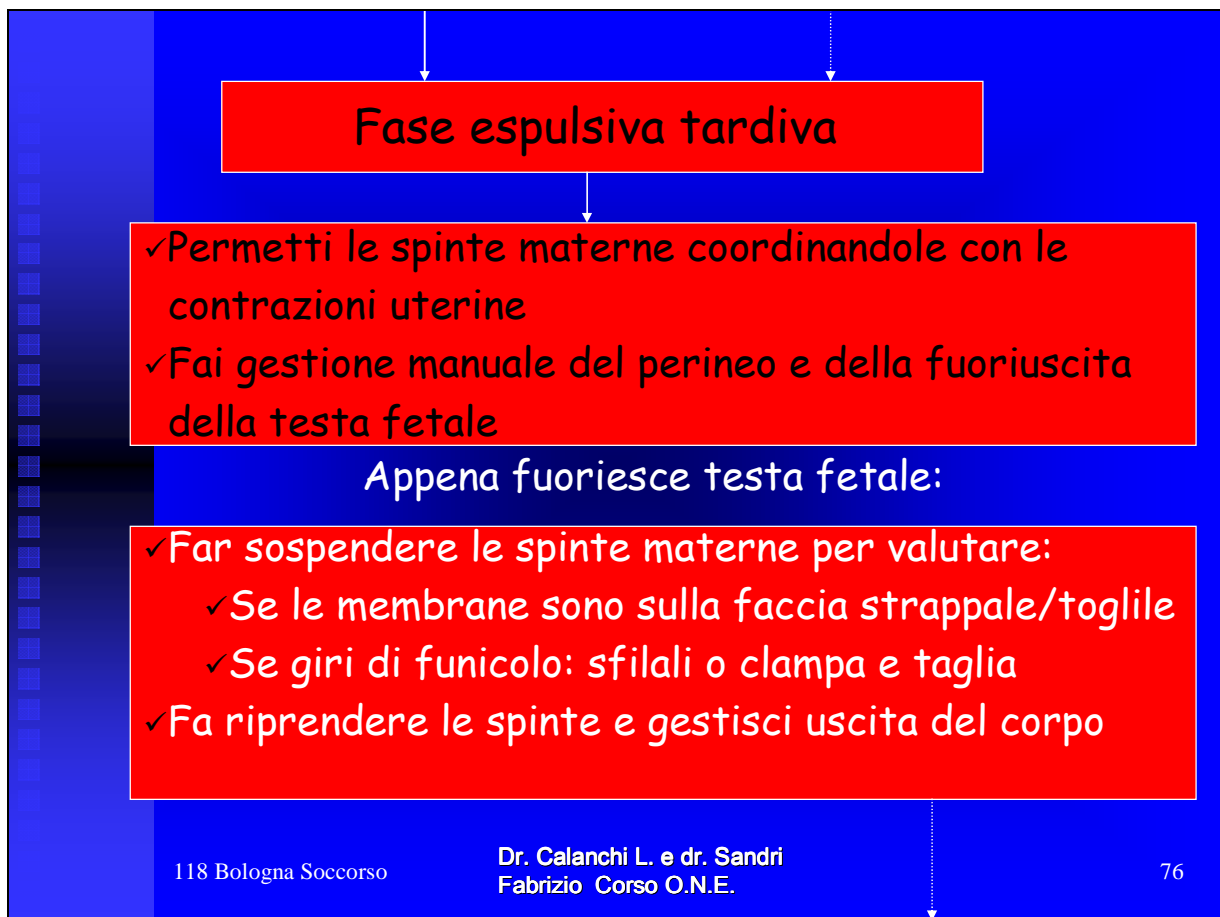 Fase espulsiva tardiva
✓Permetti le spinte materne coordinandole con le
contrazioni uterine
✓Fai gestione manuale del perineo e della fuoriuscita
della testa fetale
Appena fuoriesce testa fetale:
✓Far sospendere le spinte materne per valutare:
✓Se le membrane sono sulla faccia strappale/toglile
✓Se giri di funicolo: sfilali o clampa e taglia
✓Fa riprendere le spinte e gestisci uscita del corpo
118 Bologna Soccorso
Dr. Calanchi L. e dr. Sandri
Fabrizio Corso O.N.E.
76